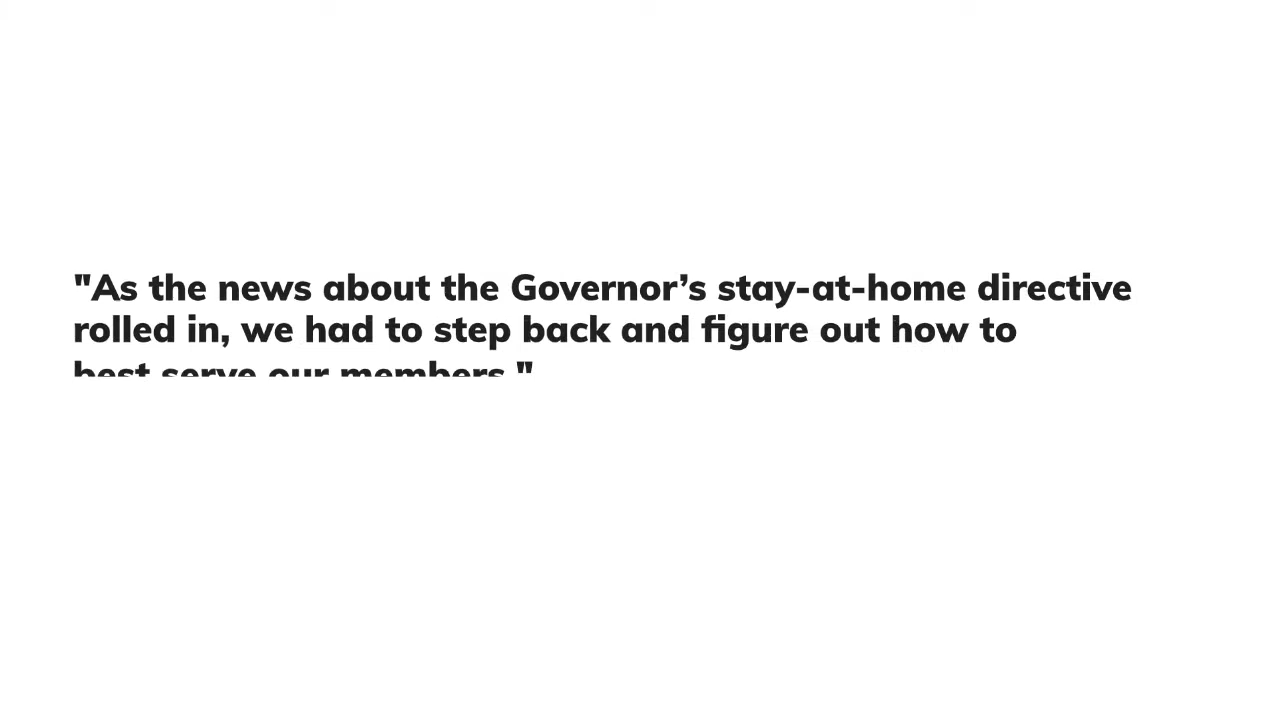 "As the news about the Governor’s stay-at-home directive
rolled in, we had to step back and figure out how to
best serve our members."